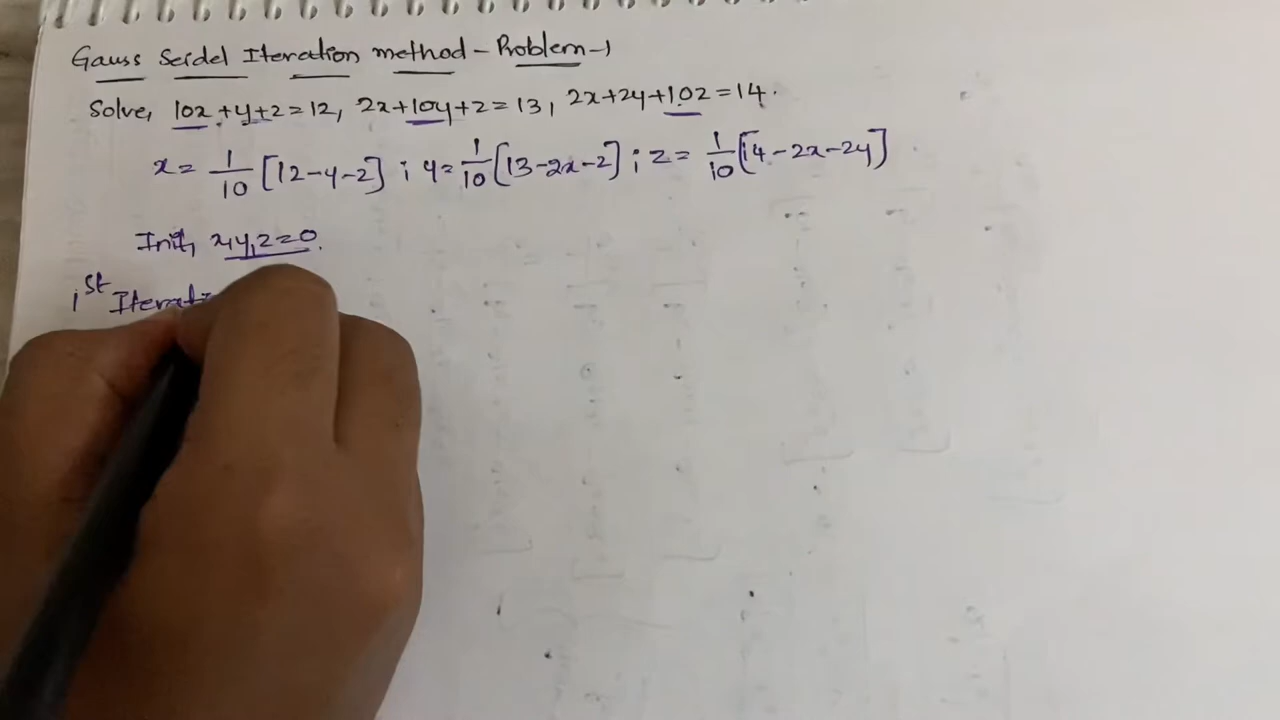 Gauss Seidel Iteration method - Problem-1
Solve, 10x + y + z = 12, 2x + 10y + z = 13, 2x + 2y + 10z = 14.
x = 1/10 [12 - y - z] ; y = 1/10 [13 - 2x - z] ; z = 1/10 [14 - 2x - 2y]
Init, x, y, z = 0.
1st Iterati